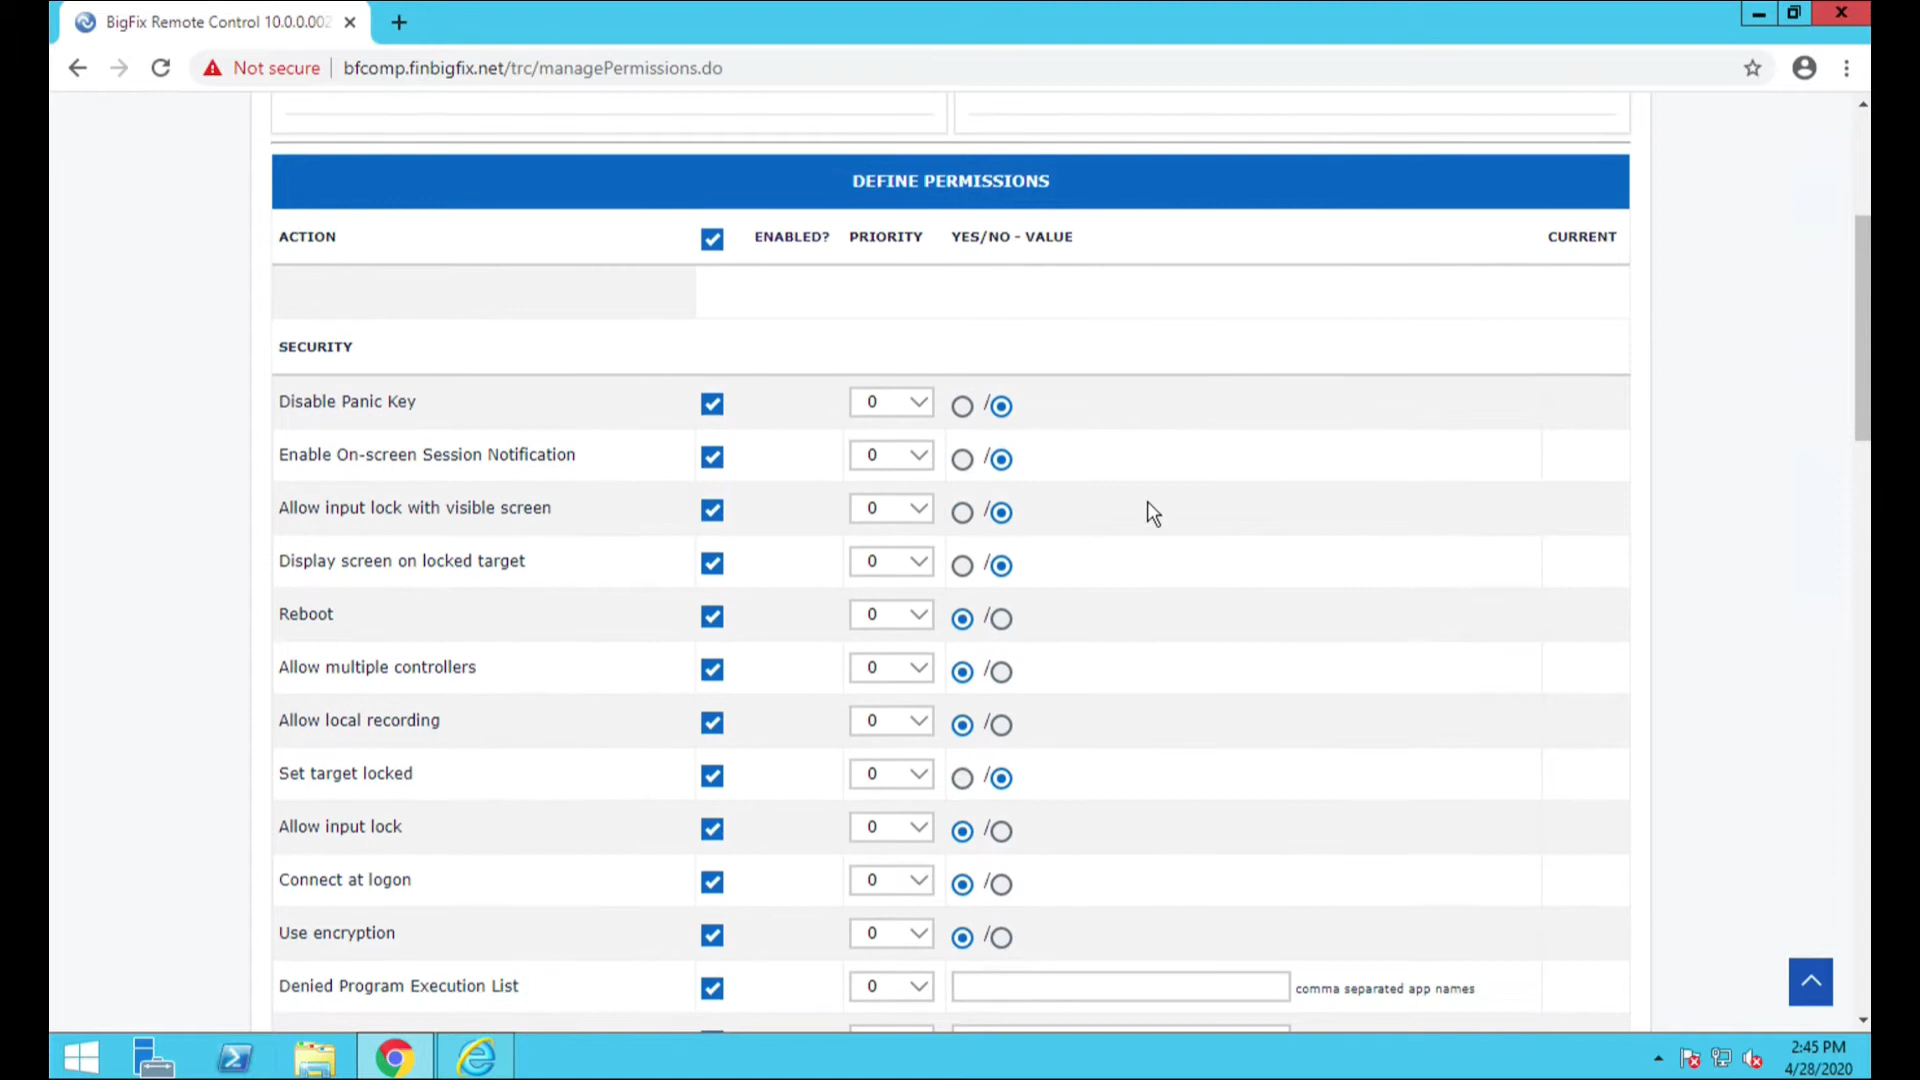 BigFix Remote Control 10.0.0.002
Not secure
bfcomp.finbigfix.net/trc/managePermissions.do
DEFINE PERMISSIONS
ACTION ENABLED? PRIORITY YES/NO - VALUE CURRENT
SECURITY
Disable Panic Key 0 /
Enable On-screen Session Notification 0 /
Allow input lock with visible screen 0 /
Display screen on locked target 0 /
Reboot 0 /
Allow multiple controllers 0 /
Allow local recording 0 /
Set target locked 0 /
Allow input lock 0 /
Connect at logon 0 /
Use encryption 0 /
Denied Program Execution List 0 comma separated app names
2:45 PM
4/28/2020